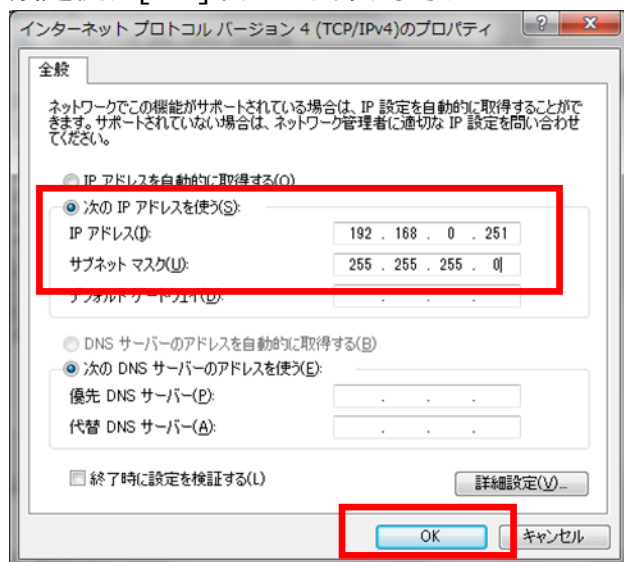 インターネット プロトコル バージョン 4 (TCP/IPv4)のプロパティ
全般
ネットワークでこの機能がサポートされている場合は、IP 設定を自動的に取得することがで
きます。サポートされていない場合は、ネットワーク管理者に適切な IP 設定を問い合わせ
てください。
IP アドレスを自動的に取得する(O)
次の IP アドレスを使う(S):
IP アドレス(I): 192 . 168 . 0 . 251
サブネット マスク(U): 255 . 255 . 255 . 0
デフォルト ゲートウェイ(D): . . .
DNS サーバーのアドレスを自動的に取得する(B)
次の DNS サーバーのアドレスを使う(E):
優先 DNS サーバー(P): . . .
代替 DNS サーバー(A): . . .
終了時に設定を検証する(L)
詳細設定(V)...
OK キャンセル